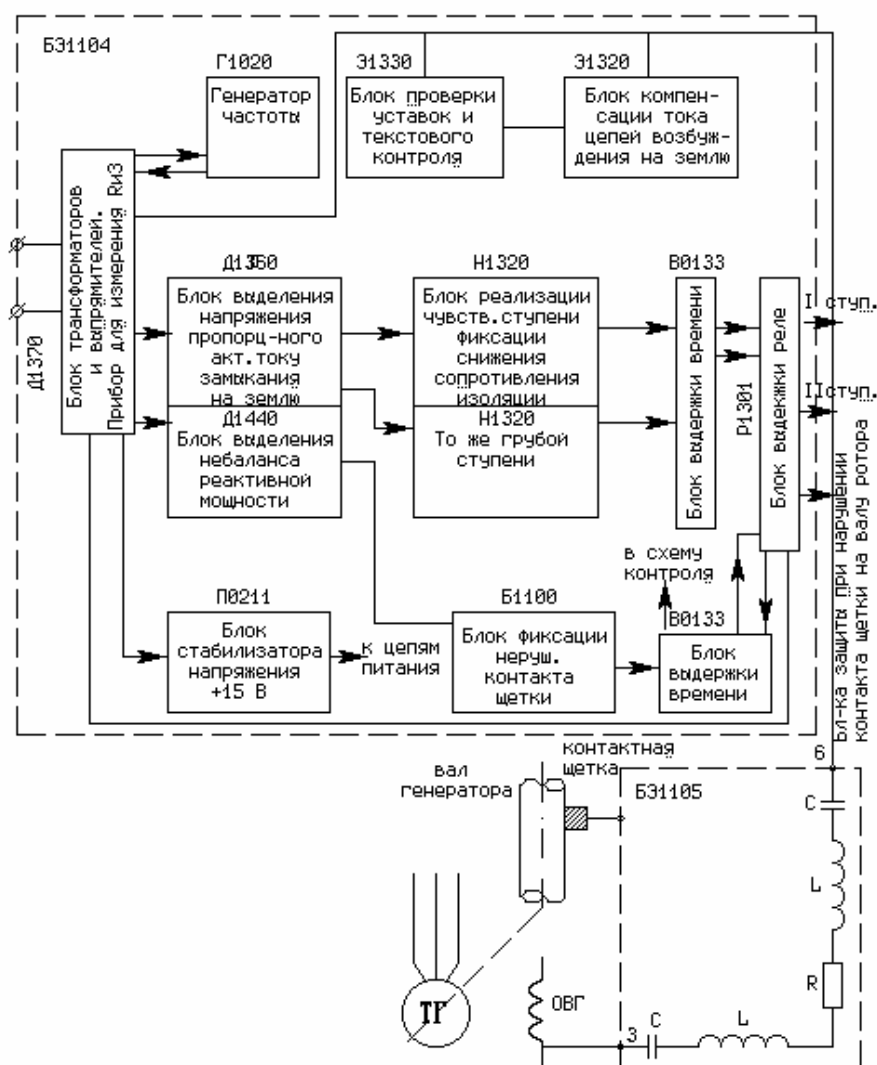 БЭ1104
Г1020
Генератор
частоты
Э1330
Блок проверки
уставок и
текстового
контроля
Э1320
Блок компен-
сации тока
цепей возбуж-
дения на землю
Д1370
Блок трансформаторов
и выпрямителей.
Прибор для измерения RиЗ
Блок выделения
напряжения
пропорц-ного
акт.току
замыкания
на землю
Д1440
Блок выделения
небаланса
реактивной
мощности
Н1320
Блок реализации
чувств.ступени
фиксации
снижения
сопротивления
изоляции
Н1320
То же грубой
ступени
В0133
Блок выдержки времени
Р1301
Блок выдекжки реле
I ступ.
IIступ.
Бл-ка защиты при нарушении
контакта щетки на валу ротора
П0211
Блок
стабилизатора
напряжения
+15 В
к цепям
питания
Б1100
Блок фиксации
неруш.
контакта
щетки
в схему
контроля
В0133
Блок
выдержки
времени
контактная
щетка
вал
генератора
6
БЭ1105
C
L
R
ТГ
ОВГ
3
C
L